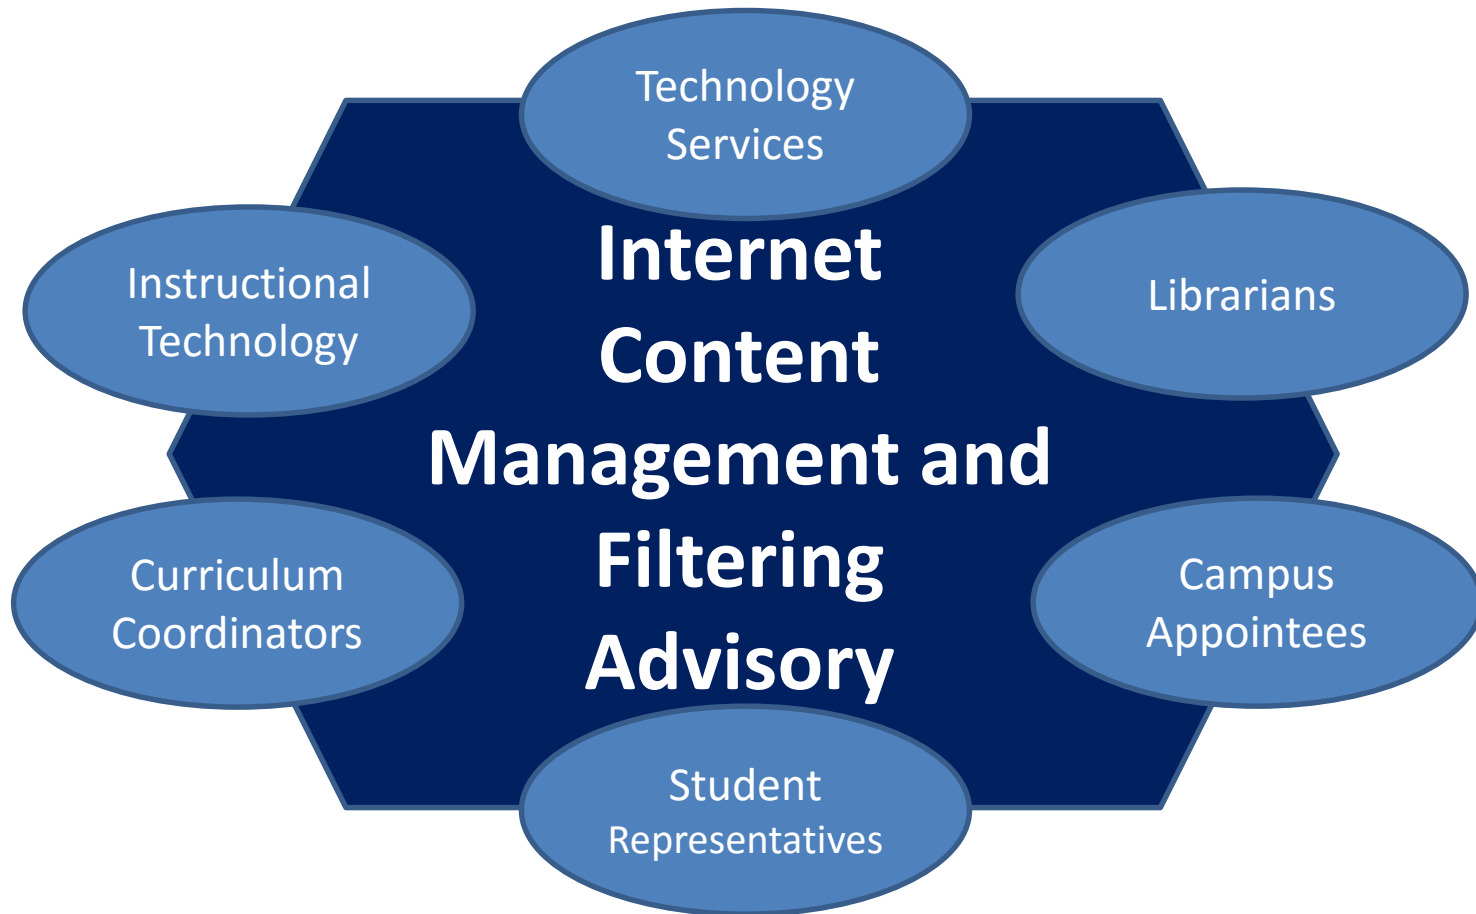 Technology
Services
Instructional
Technology
Librarians
Internet
Content
Management and
Filtering
Advisory
Curriculum
Coordinators
Campus
Appointees
Student
Representatives